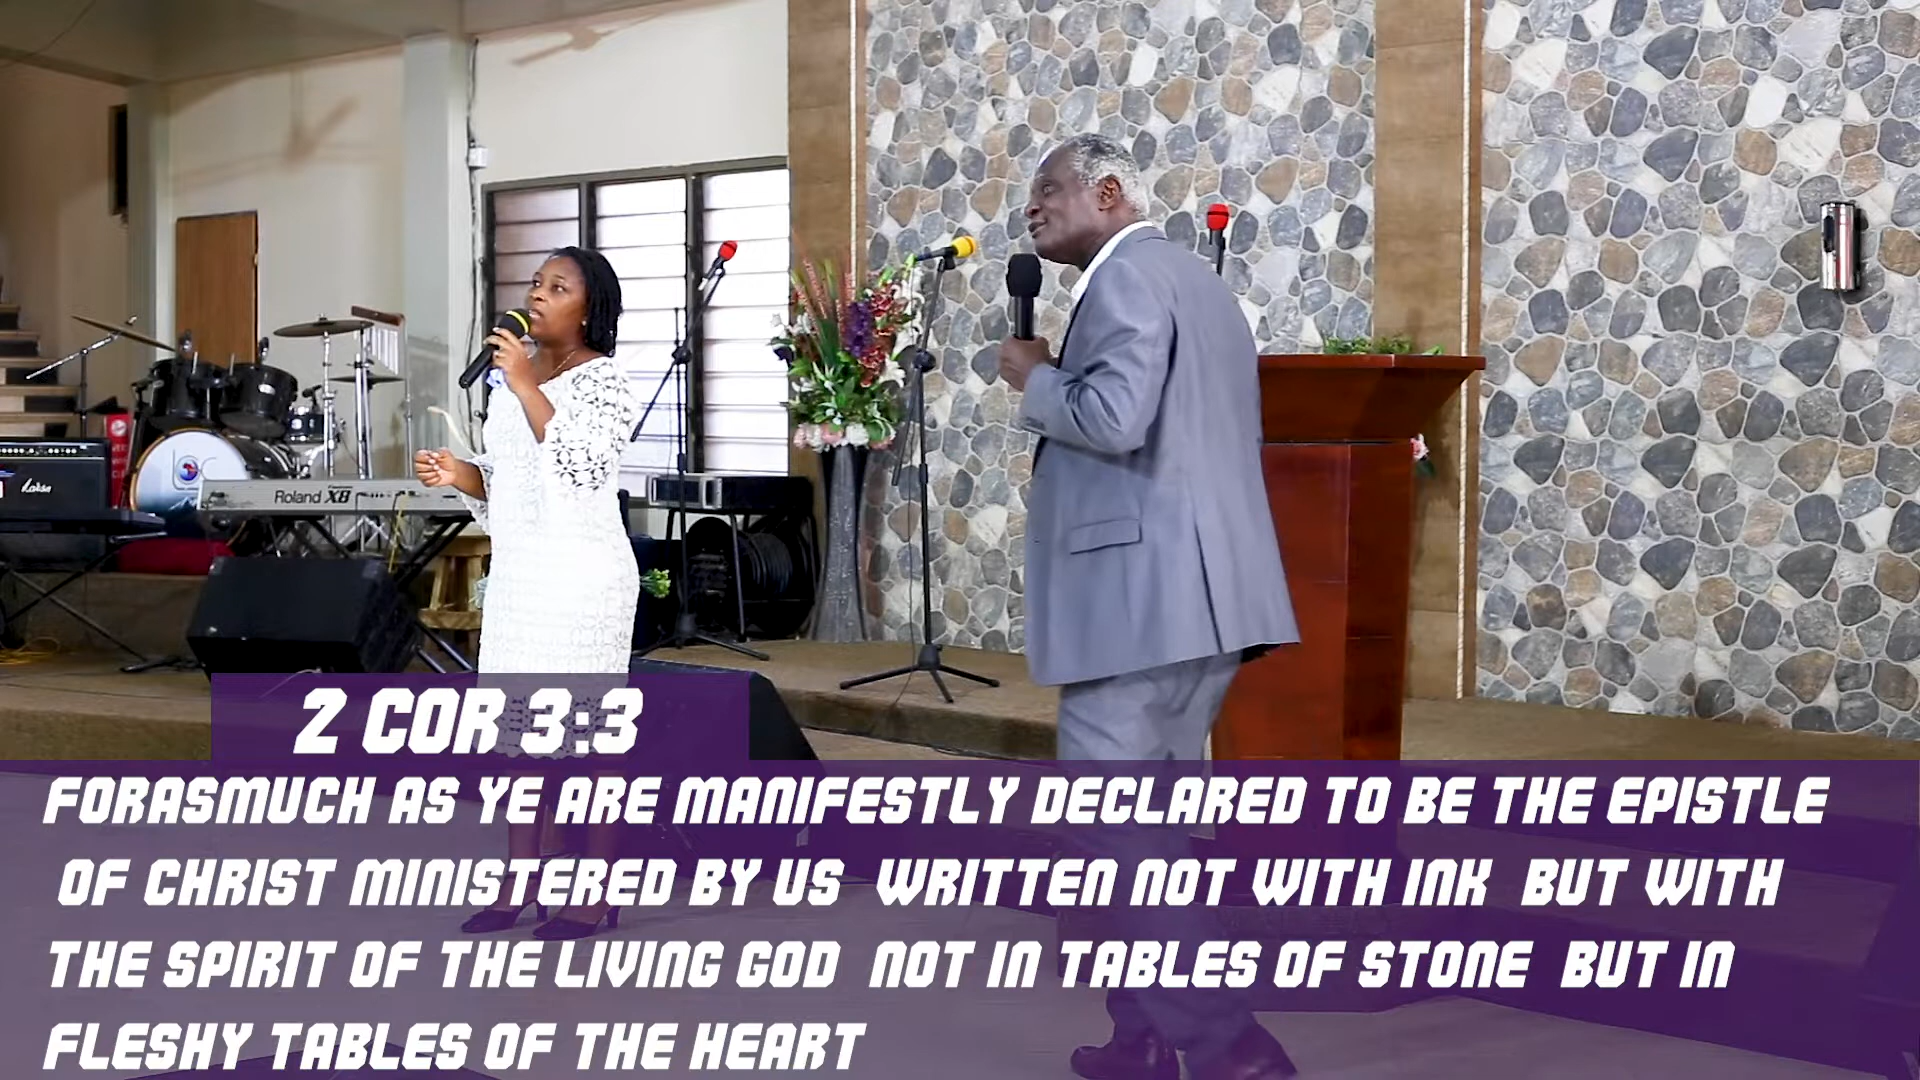 2 COR 3:3
FORASMUCH AS YE ARE MANIFESTLY DECLARED TO BE THE EPISTLE
OF CHRIST MINISTERED BY US WRITTEN NOT WITH INK BUT WITH
THE SPIRIT OF THE LIVING GOD NOT IN TABLES OF STONE BUT IN
FLESHY TABLES OF THE HEART
Roland X8